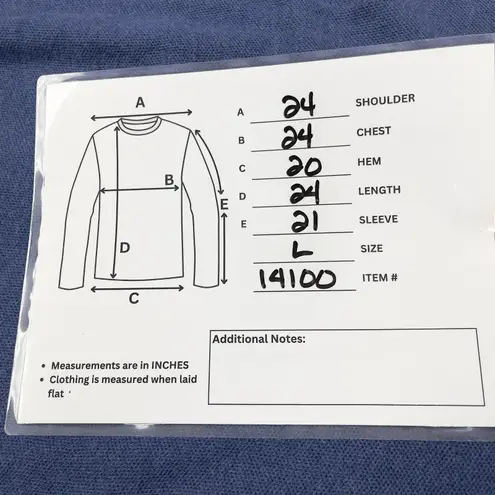 A
A 24 SHOULDER
B 24 CHEST
C 20 HEM
D 24 LENGTH
E 21 SLEEVE
L SIZE
14100 ITEM #
B
E
D
C
• Measurements are in INCHES
• Clothing is measured when laid
flat
Additional Notes: